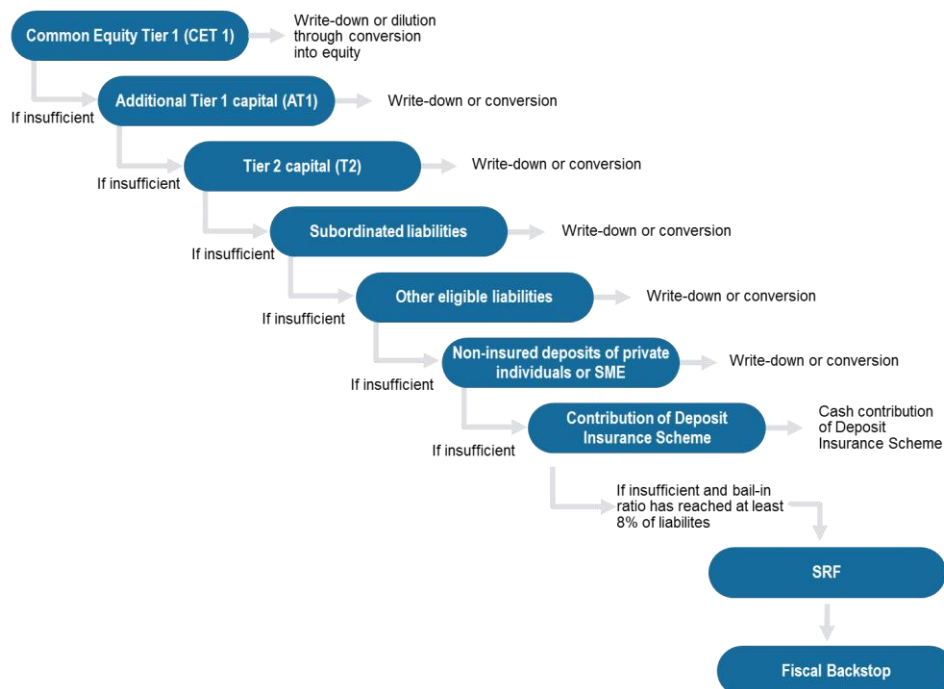 Common Equity Tier 1 (CET 1)
Write-down or dilution
through conversion
into equity
If insufficient
Additional Tier 1 capital (AT1)
Write-down or conversion
If insufficient
Tier 2 capital (T2)
Write-down or conversion
If insufficient
Subordinated liabilities
Write-down or conversion
If insufficient
Other eligible liabilities
Write-down or conversion
If insufficient
Non-insured deposits of private
individuals or SME
Write-down or conversion
If insufficient
Contribution of Deposit
Insurance Scheme
Cash contribution
of Deposit
Insurance Scheme
If insufficient and bail-in
ratio has reached at least
8% of liabilites
SRF
Fiscal Backstop